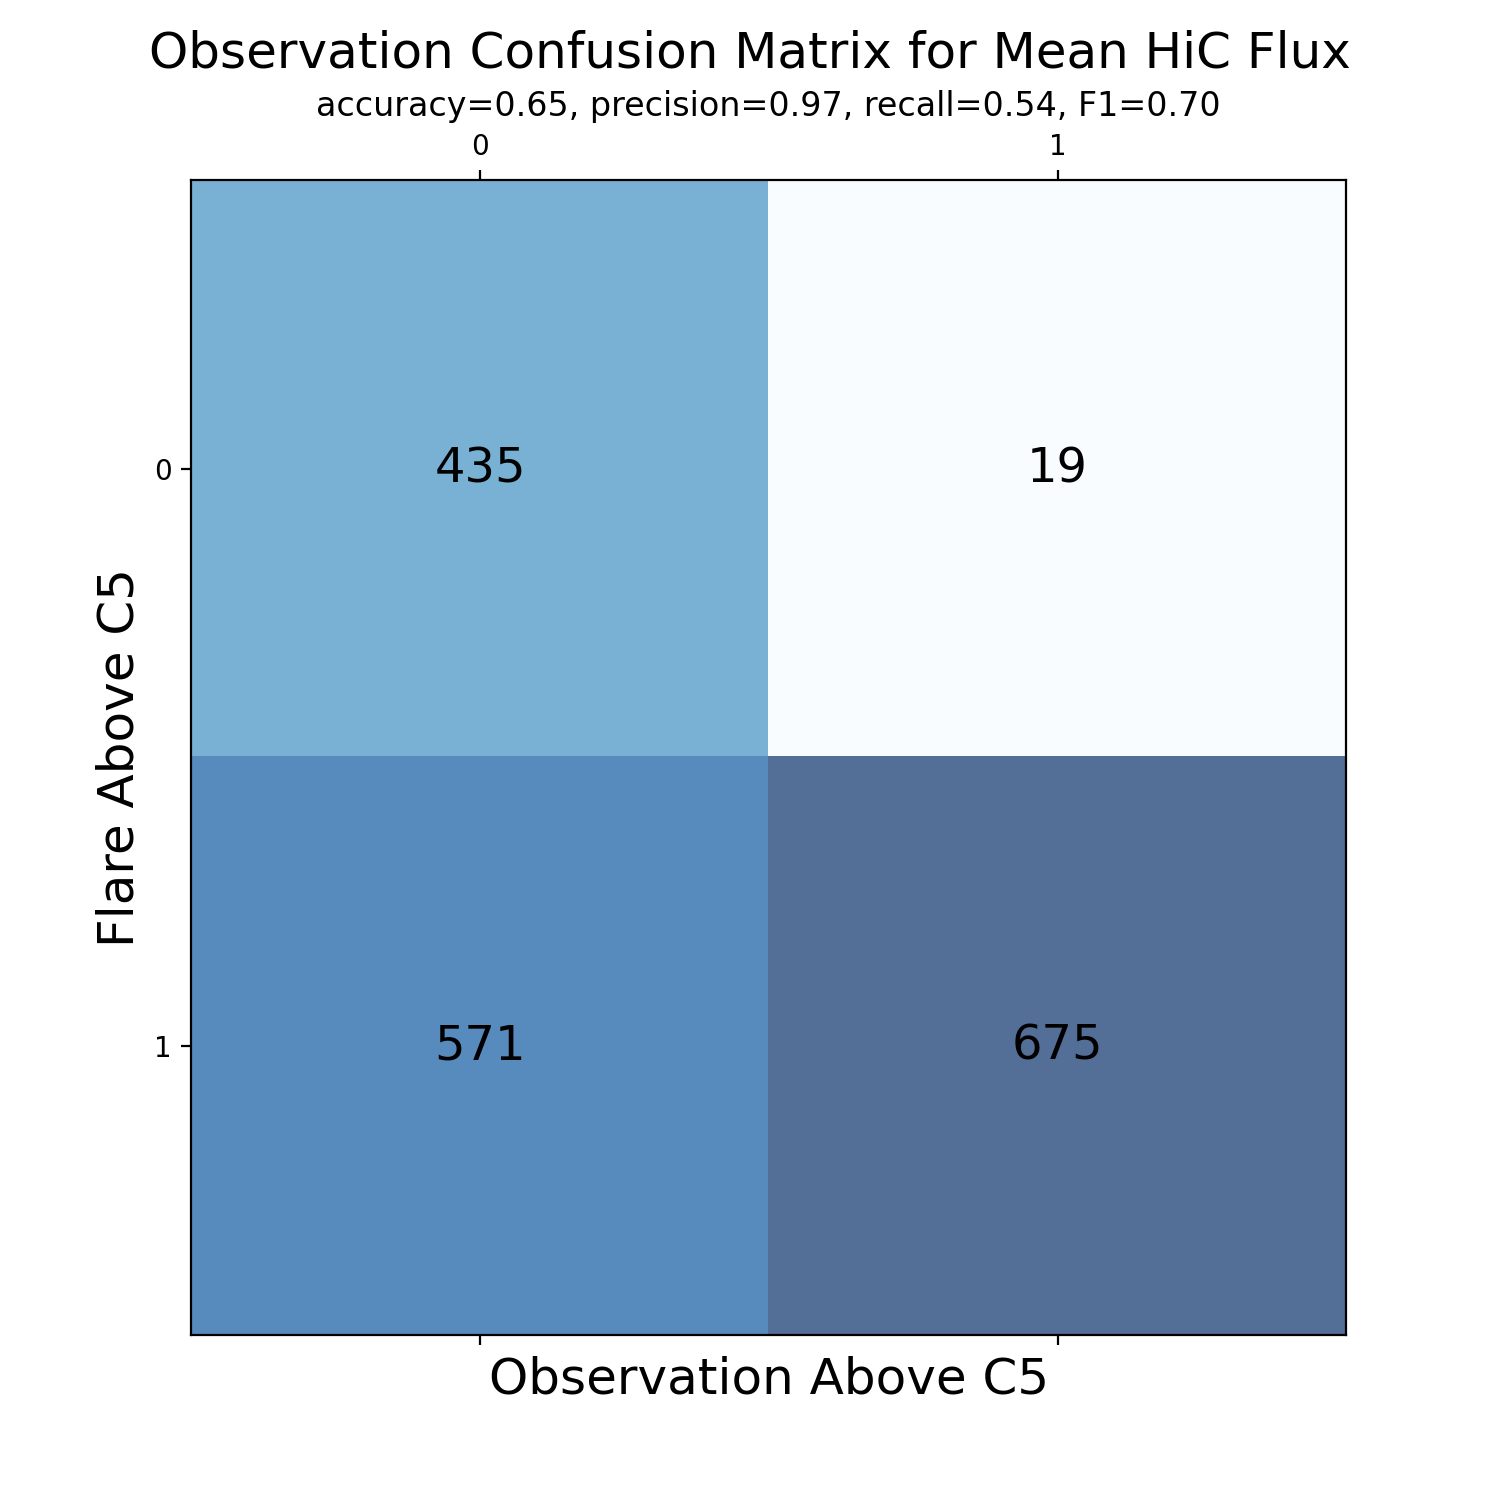 Observation Confusion Matrix for Mean HiC Flux
accuracy=0.65, precision=0.97, recall=0.54, F1=0.70
0 1
0 435 19
Flare Above C5
1 571 675
Observation Above C5